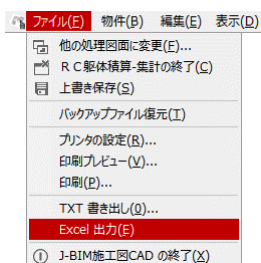 ファイル(F) 物件(B) 編集(E) 表示(D)
他の処理図面に変更(F)...
ＲＣ躯体積算-集計の終了(C)
上書き保存(S)
バックアップファイル復元(T)
プリンタの設定(R)...
印刷プレビュー(V)...
印刷(P)...
TXT 書き出し(0)...
Excel 出力(E)
J-BIM施工図CAD の終了(X)